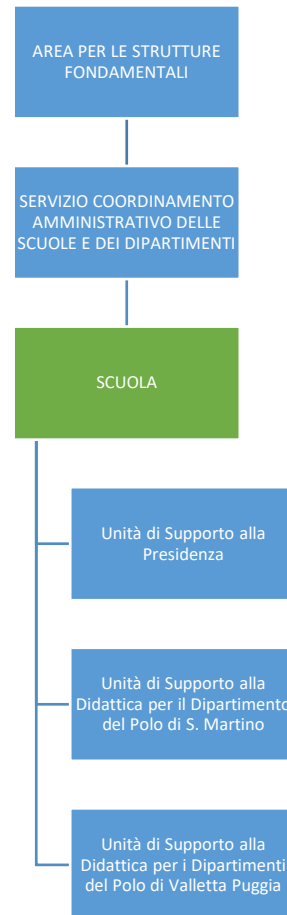 AREA PER LE STRUTTURE
FONDAMENTALI
SERVIZIO COORDINAMENTO
AMMINISTRATIVO DELLE
SCUOLE E DEI DIPARTIMENTI
SCUOLA
Unità di Supporto alla
Presidenza
Unità di Supporto alla
Didattica per il Dipartimento
del Polo di S. Martino
Unità di Supporto alla
Didattica per i Dipartimenti
del Polo di Valletta Puggia